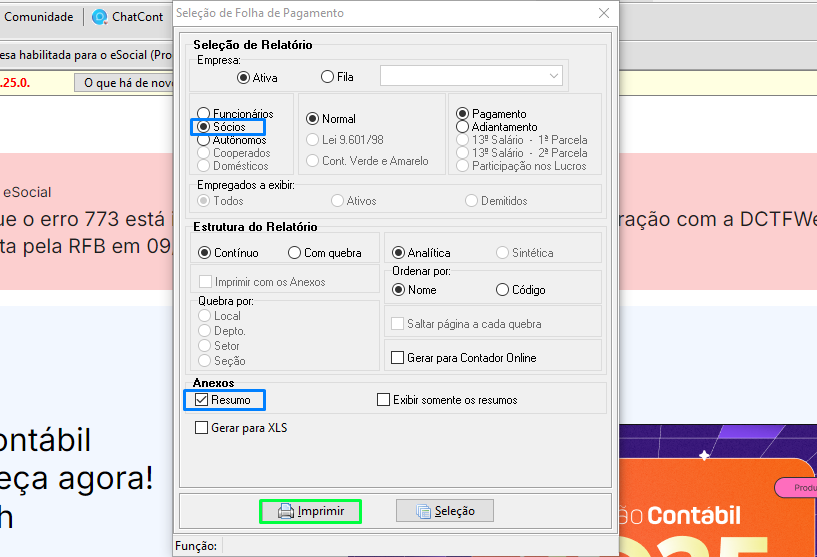 Comunidade
ChatCont
Seleção de Folha de Pagamento
esa habilitada para o eSocial (Pro
.25.0.
O que há de nov
Seleção de Relatório
Empresa:
Ativa
Fila
Funcionários
Sócios
Autônomos
Cooperados
Domésticos
Normal
Lei 9.601/98
Cont. Verde e Amarelo
Pagamento
Adiantamento
13º Salário - 1ª Parcela
13º Salário - 2ª Parcela
Participação nos Lucros
eSocial
ue o erro 773 está i
ração com a DCTFWe
ta pela RFB em 09,
Empregados a exibir:
Todos
Ativos
Demitidos
Estrutura do Relatório
Contínuo
Com quebra
Analítica
Sintética
Imprimir com os Anexos
Ordenar por:
Nome
Código
Quebra por:
Local
Depto.
Setor
Seção
Saltar página a cada quebra
Gerar para Contador Online
Anexos
Resumo
Exibir somente os resumos
Gerar para XLS
ontábil
eça agora!
h
Imprimir
Seleção
Função:
Produ
ão Contábil